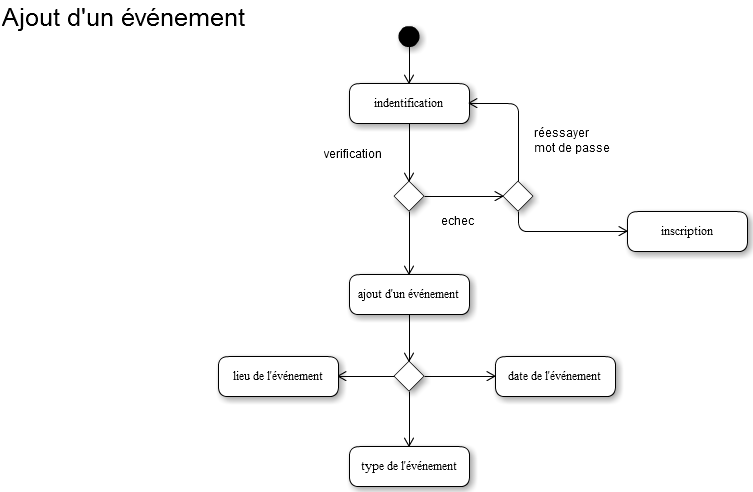 Ajout d'un événement
indentification
réessayer
mot de passe
verification
echec
inscription
ajout d'un événement
lieu de l'événement
date de l'événement
type de l'événement